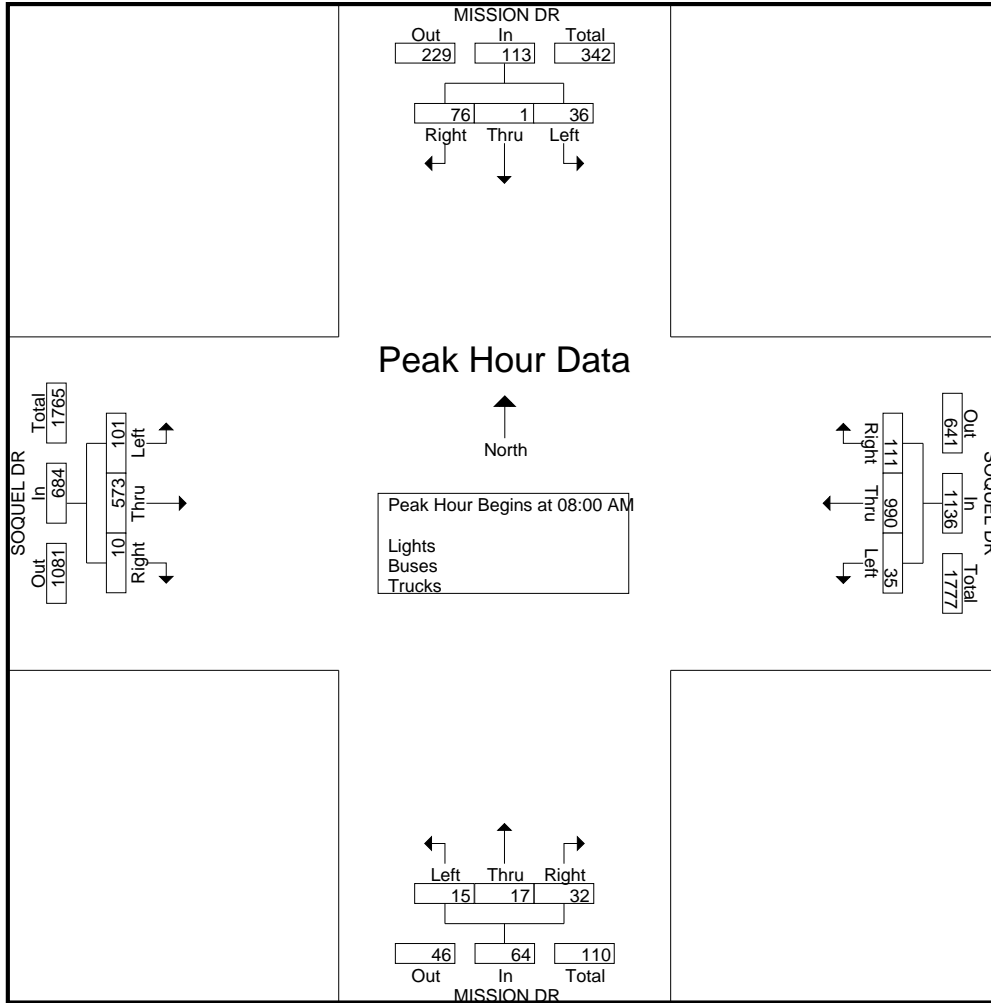 MISSION DR
Out In Total
229 113 342
76 1 36
Right Thru Left
Peak Hour Data
North
Peak Hour Begins at 08:00 AM
Lights
Buses
Trucks
SOQUEL DR
Out In Total
1081 684 1765
10 573 101
Right Thru Left
SOQUEL DR
Out In Total
641 1136 1777
111 990 35
Right Thru Left
Left Thru Right
15 17 32
46 64 110
Out In Total
MISSION DR